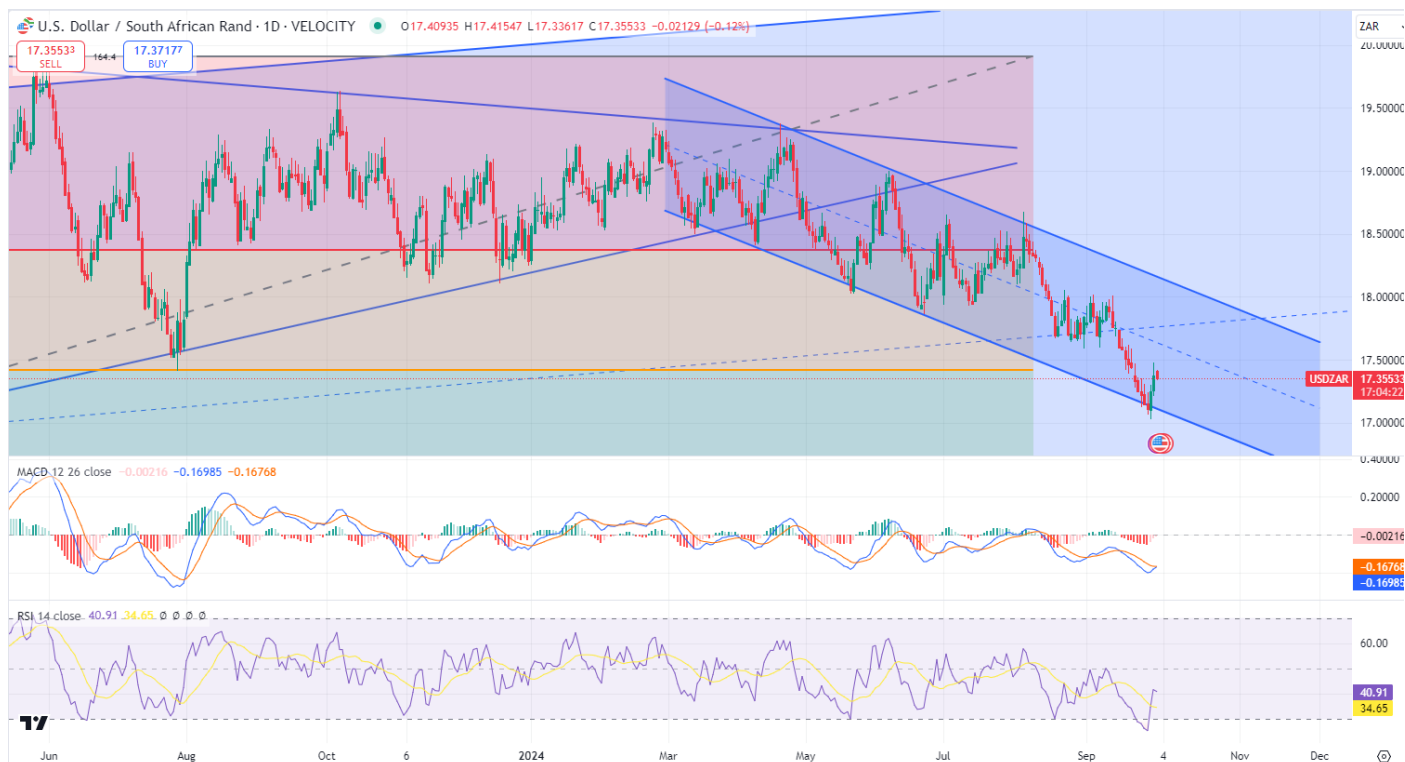 U.S. Dollar / South African Rand · 1D · VELOCITY O17.40935 H17.41547 L17.33617 C17.35533 −0.02129 (−0.12%)
ZAR
17.35533 SELL 164.4 17.37177 BUY
20.00000
19.50000
19.00000
18.50000
18.00000
17.50000
USDZAR 17.35533
17:04:22
17.00000
MACD 12 26 close −0.00216 −0.16985 −0.16768
0.40000
0.20000
−0.00216
−0.16768
−0.16985
RSI 14 close 40.91 34.65 Ø Ø Ø Ø
60.00
40.91
34.65
Jun Aug Oct 6 2024 Mar May Jul Sep 4 Nov Dec